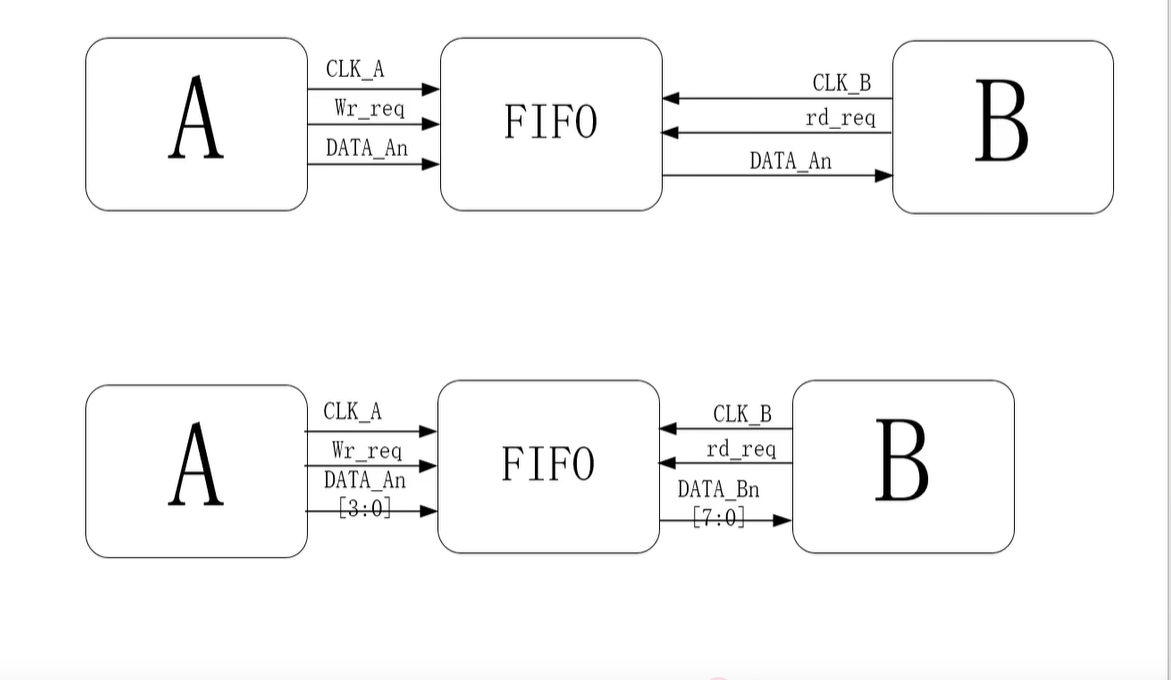 A
CLK_A
Wr_req
DATA_An
FIFO
CLK_B
rd_req
DATA_An
B
A
CLK_A
Wr_req
DATA_An
[3:0]
FIFO
CLK_B
rd_req
DATA_Bn
[7:0]
B